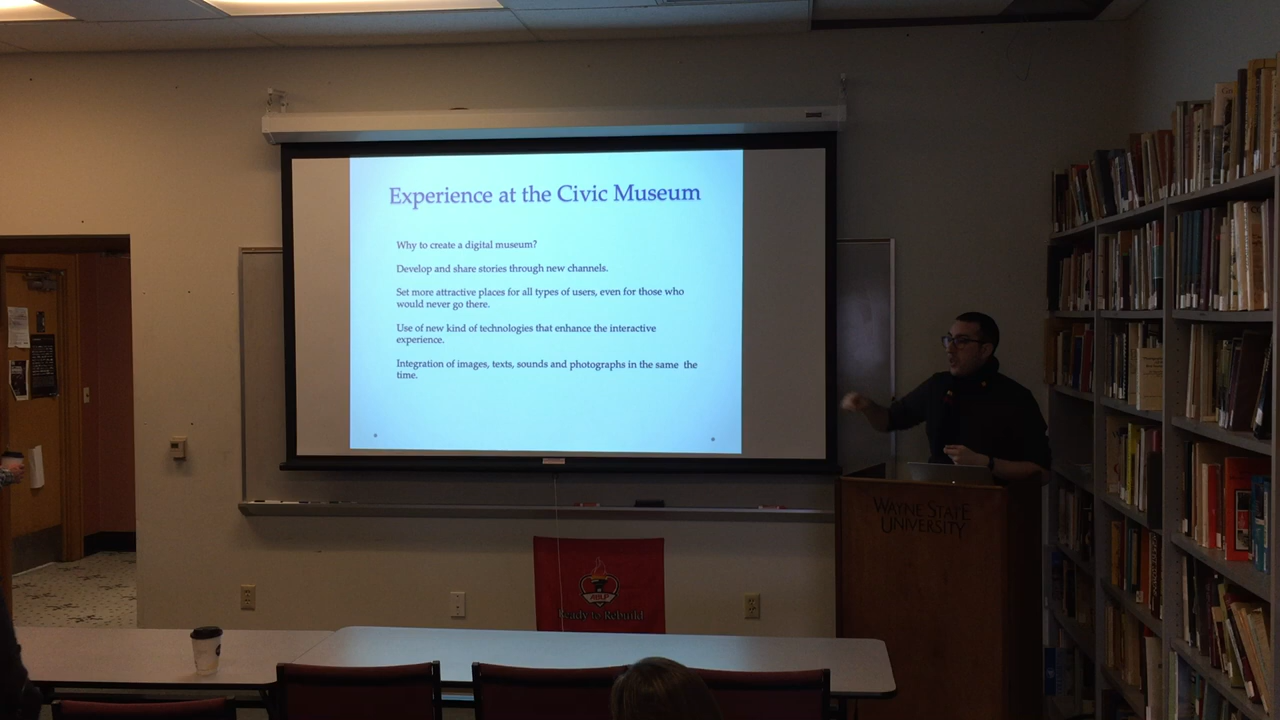 Experience at the Civic Museum
Why to create a digital museum?
Develop and share stories through new channels.
Set more attractive places for all types of users, even for those who
would never go there.
Use of new kind of technologies that enhance the interactive
experience.
Integration of images, texts, sounds and photographs in the same the
time.
WAYNE STATE
UNIVERSITY
Ready to Rebuild